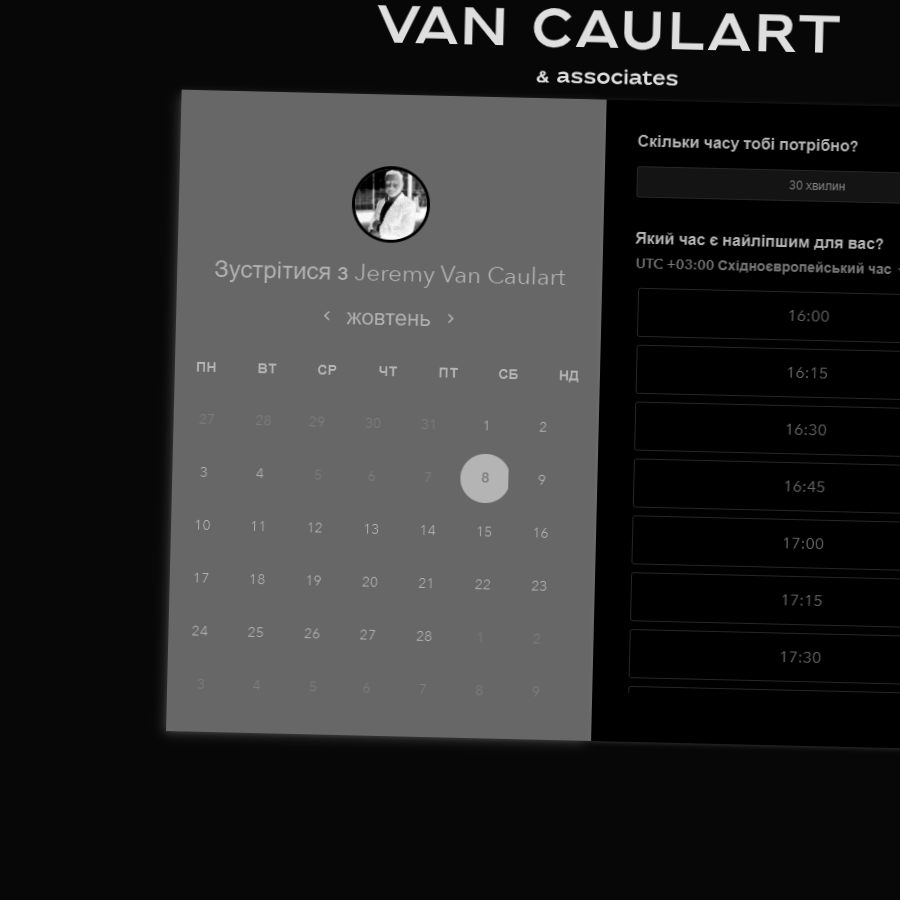 VAN CAULART
& associates
Зустрітися з Jeremy Van Caulart
‹ жовтень ›
ПН ВТ СР ЧТ ПТ СБ НД
27 28 29 30 31 1 2
3 4 5 6 7 8 9
10 11 12 13 14 15 16
17 18 19 20 21 22 23
24 25 26 27 28 1 2
3 4 5 6 7 8 9
Скільки часу тобі потрібно?
30 хвилин
Який час є найліпшим для вас?
UTC +03:00 Східноєвропейський час
16:00
16:15
16:30
16:45
17:00
17:15
17:30